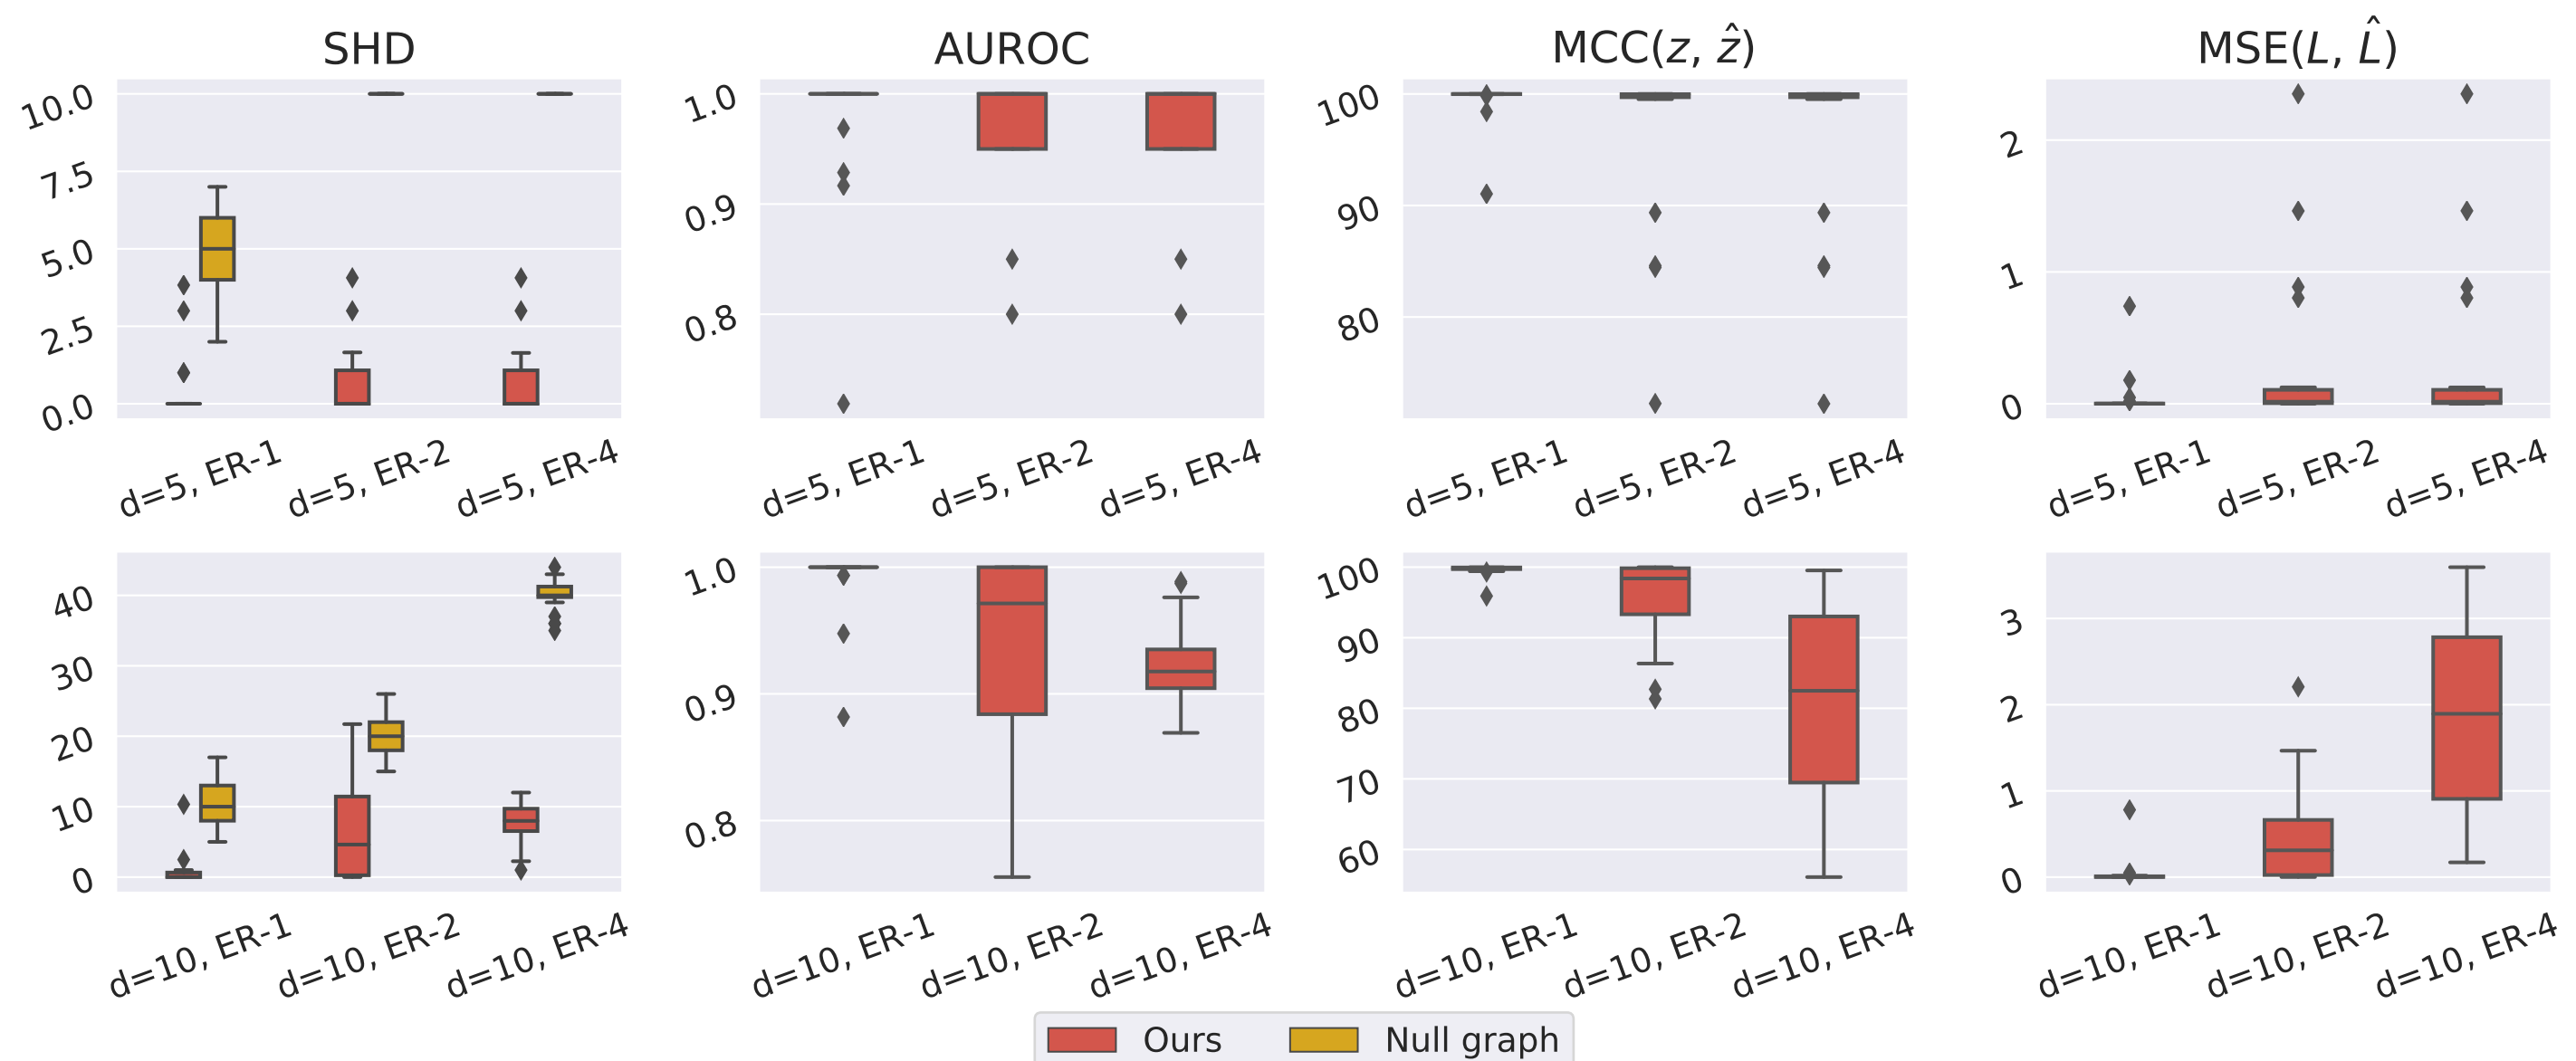 SHD AUROC MCC(z, ẑ) MSE(L, L̂)
10.0 1.0 100
7.5 2
5.0 0.9 90
2.5 0.8 80 1
0.0 0
d=5, ER-1 d=5, ER-2 d=5, ER-4 d=5, ER-1 d=5, ER-2 d=5, ER-4 d=5, ER-1 d=5, ER-2 d=5, ER-4 d=5, ER-1 d=5, ER-2 d=5, ER-4
40 1.0 100 3
30 0.9 90 2
20 80
10 0.8 70 1
0 60 0
d=10, ER-1 d=10, ER-2 d=10, ER-4 d=10, ER-1 d=10, ER-2 d=10, ER-4 d=10, ER-1 d=10, ER-2 d=10, ER-4 d=10, ER-1 d=10, ER-2 d=10, ER-4
Ours Null graph